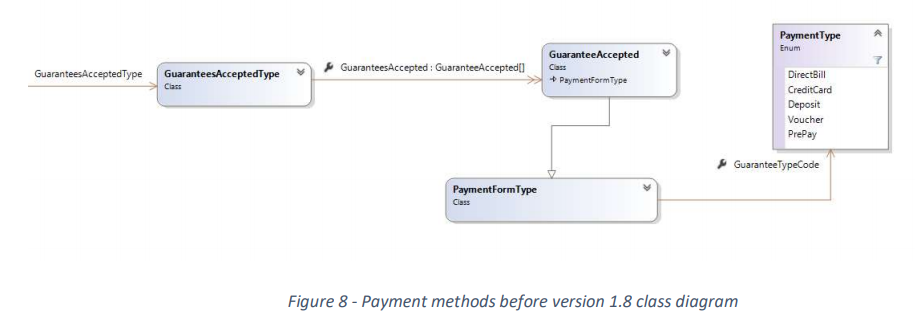 GuaranteesAcceptedType
GuaranteesAcceptedType
Class
GuaranteesAccepted : GuaranteeAccepted[]
GuaranteeAccepted
Class
PaymentFormType
PaymentType
Enum
DirectBill
CreditCard
Deposit
Voucher
PrePay
GuaranteeTypeCode
PaymentFormType
Class
Figure 8 - Payment methods before version 1.8 class diagram